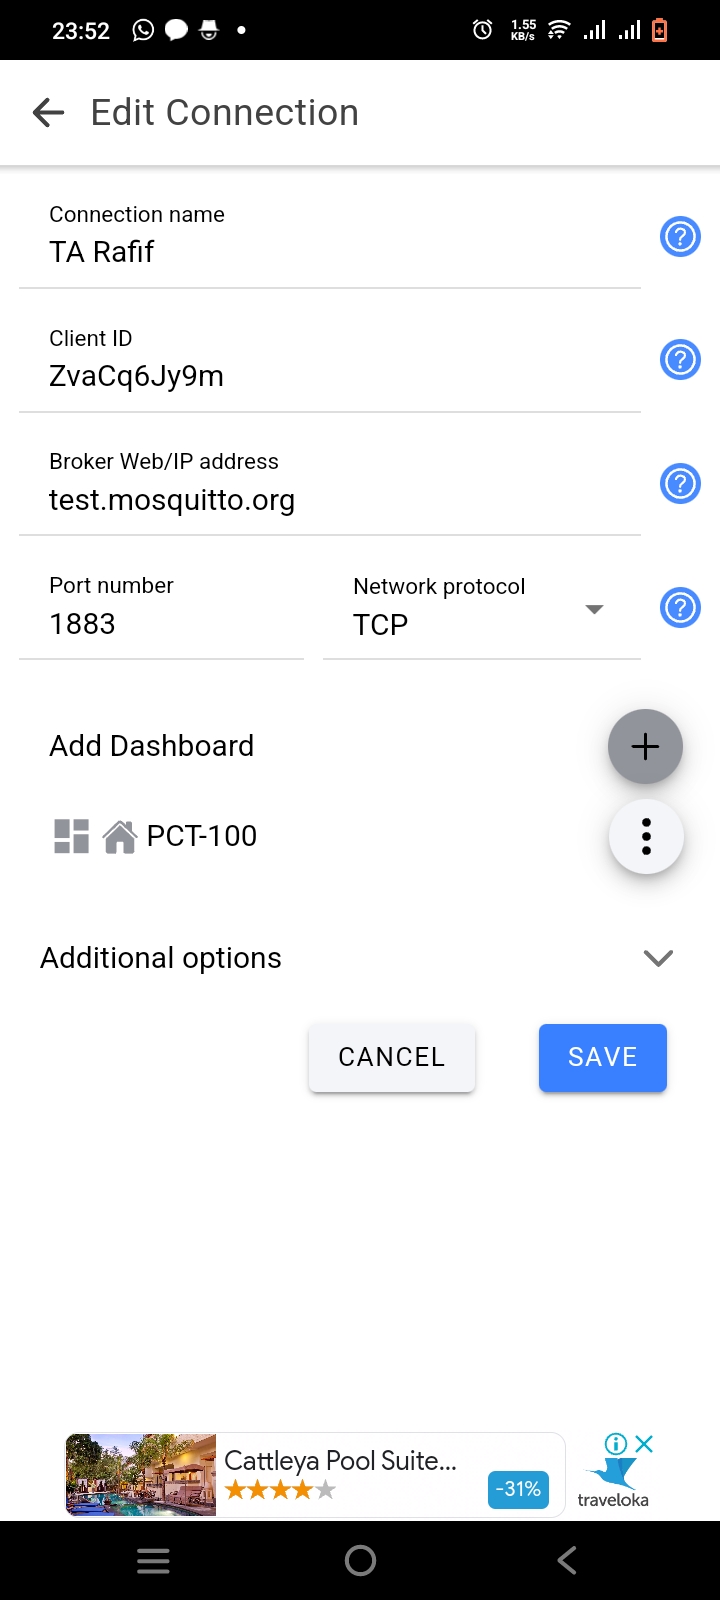 23:52
1.55
KB/s
Edit Connection
Connection name
TA Rafif
Client ID
ZvaCq6Jy9m
Broker Web/IP address
test.mosquitto.org
Port number
1883
Network protocol
TCP
Add Dashboard
PCT-100
Additional options
CANCEL
SAVE
Cattleya Pool Suite...
-31%
traveloka